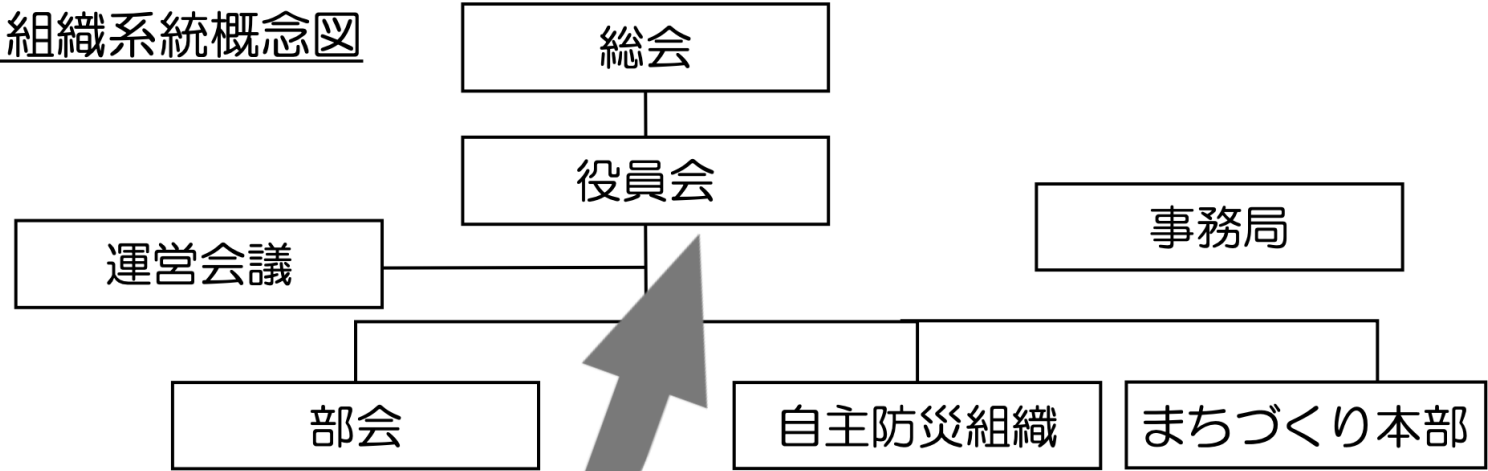 組織系統概念図
総会
役員会
事務局
運営会議
部会
自主防災組織
まちづくり本部